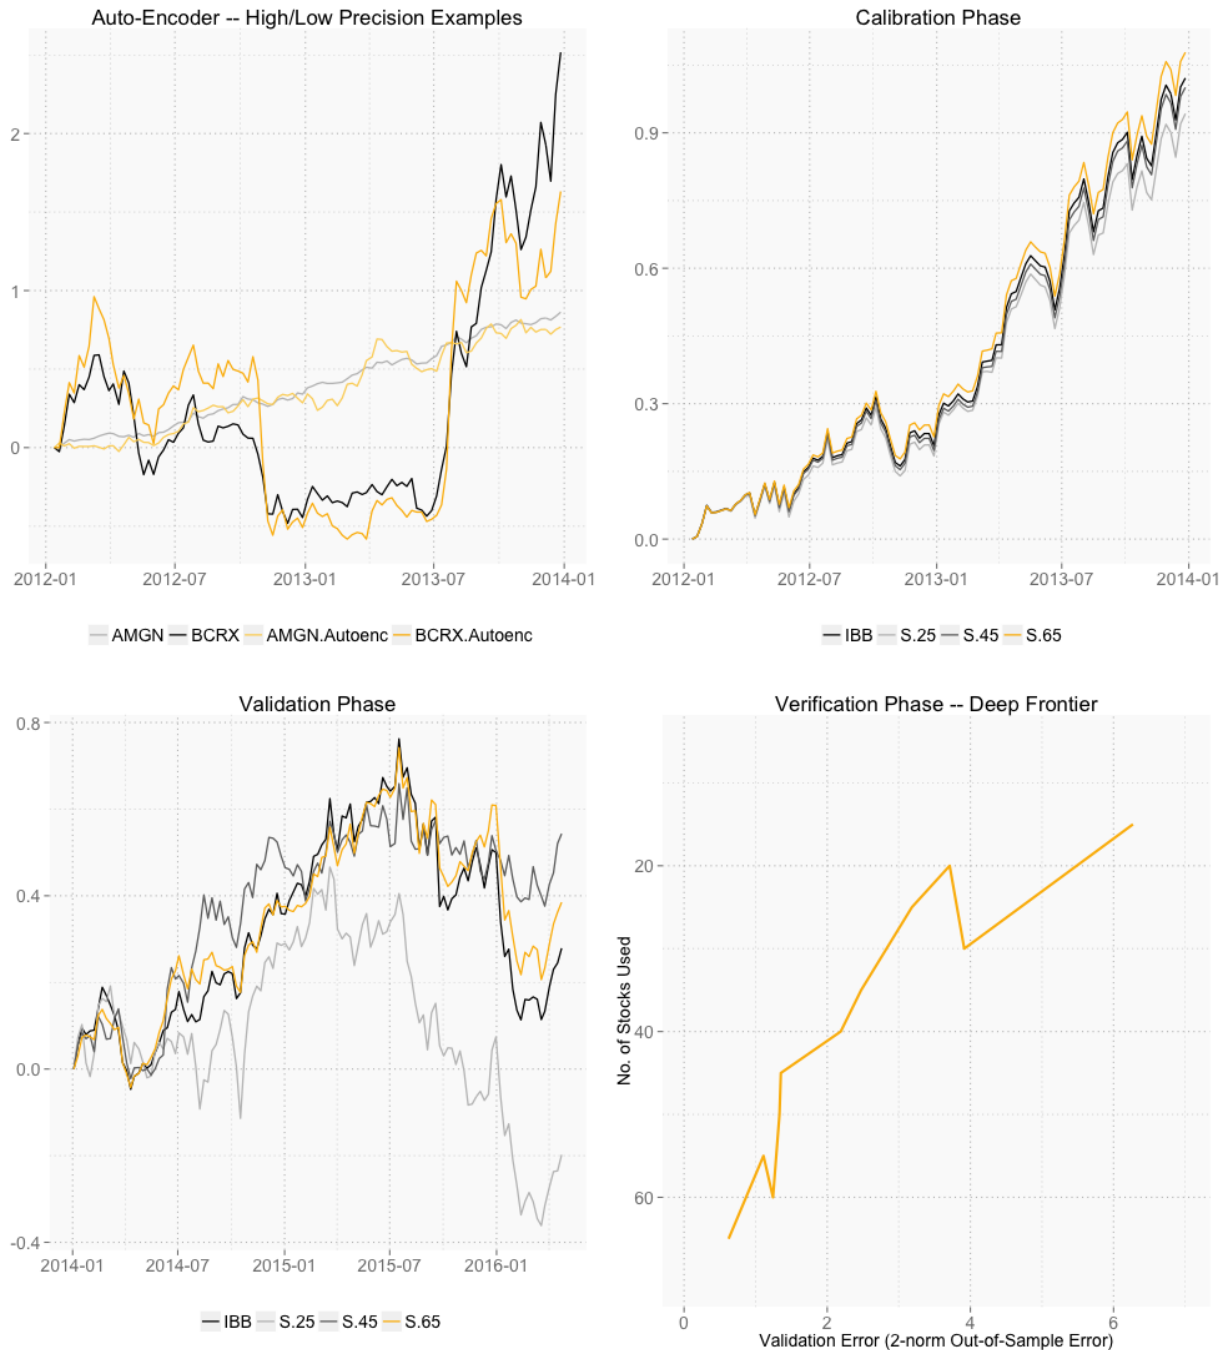 Auto-Encoder -- High/Low Precision Examples
2
1
0
2012-01 2012-07 2013-01 2013-07 2014-01
AMGN BCRX AMGN.Autoenc BCRX.Autoenc
Calibration Phase
0.9
0.6
0.3
0.0
2012-01 2012-07 2013-01 2013-07 2014-01
IBB S.25 S.45 S.65
Validation Phase
0.8
0.4
0.0
-0.4
2014-01 2014-07 2015-01 2015-07 2016-01
IBB S.25 S.45 S.65
Verification Phase -- Deep Frontier
No. of Stocks Used
20
40
60
0 2 4 6
Validation Error (2-norm Out-of-Sample Error)